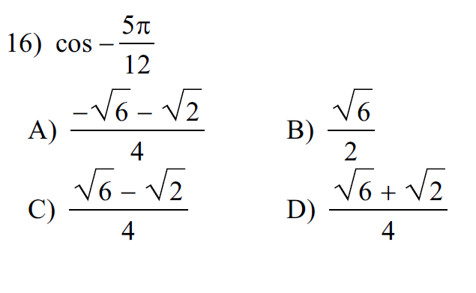 16) cos −5π/12
A) (−√6 − √2)/4 B) √6/2
C) (√6 − √2)/4 D) (√6 + √2)/4